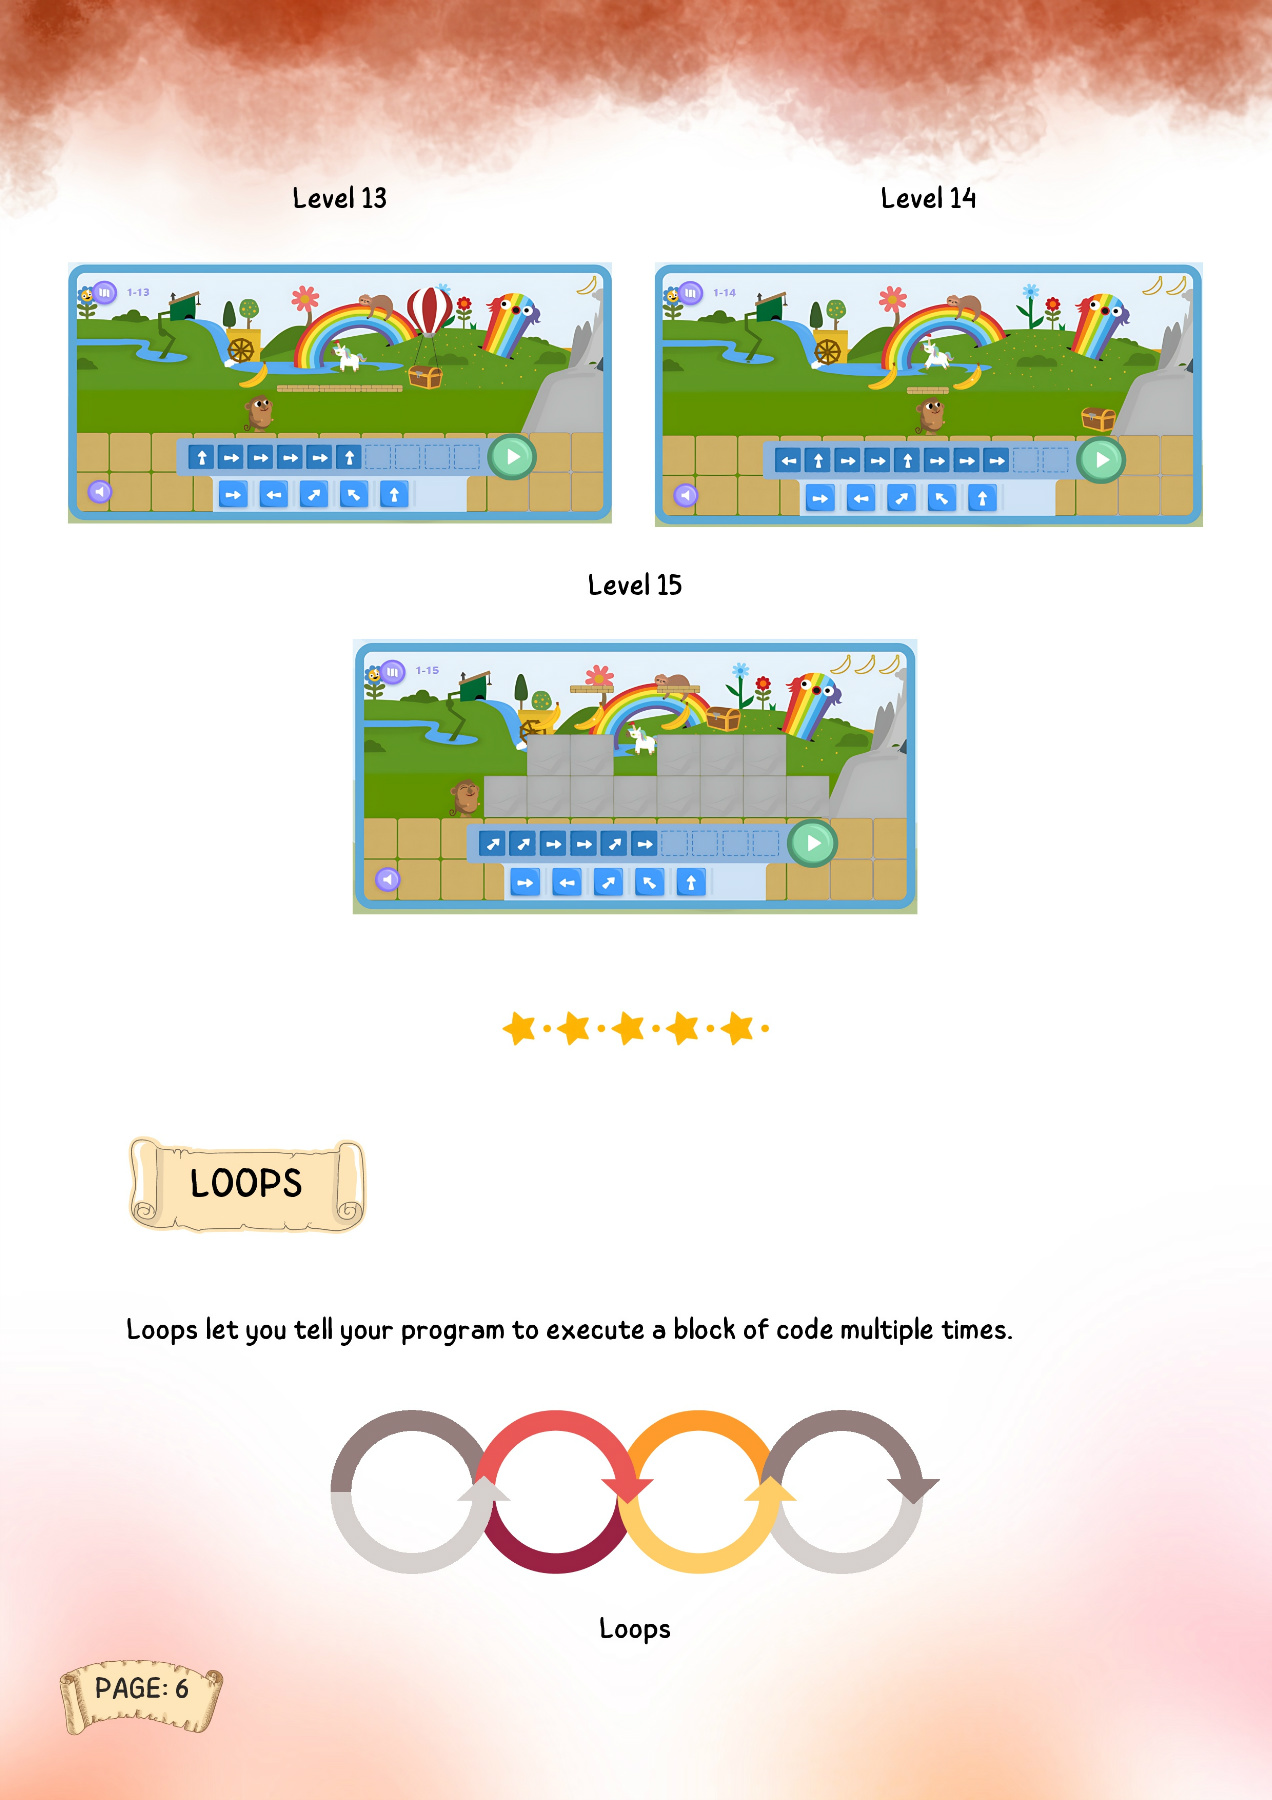 Level 13
Level 14
1-13
1-14
Level 15
1-15
LOOPS
Loops let you tell your program to execute a block of code multiple times.
Loops
PAGE: 6